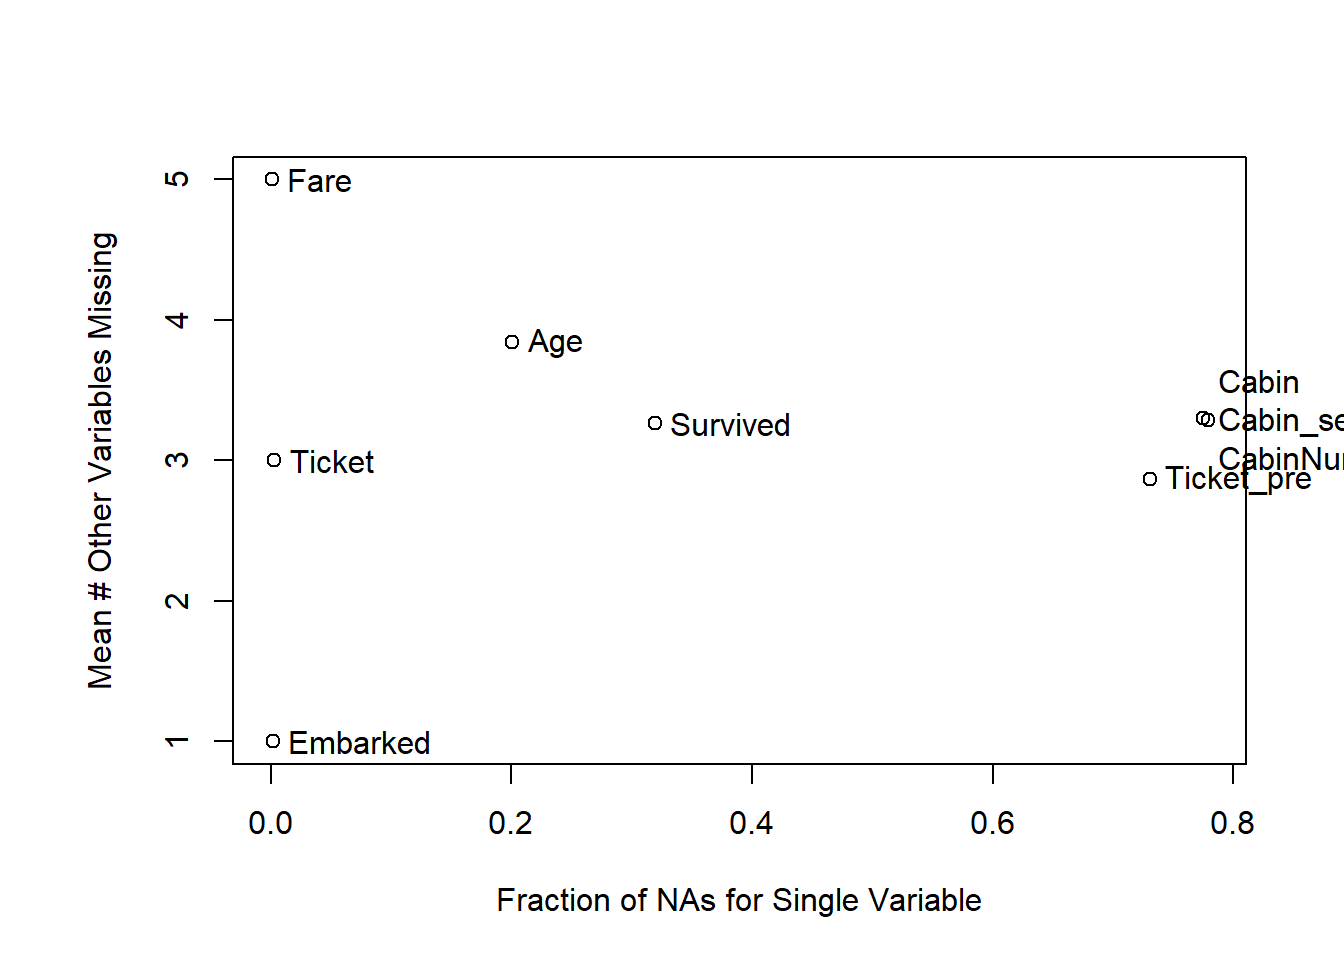 5
Fare
4
Age
Cabin
Survived
Cabin_se
3
Ticket
CabinNur
Ticket_pre
2
1
Embarked
Mean # Other Variables Missing
0.0 0.2 0.4 0.6 0.8
Fraction of NAs for Single Variable